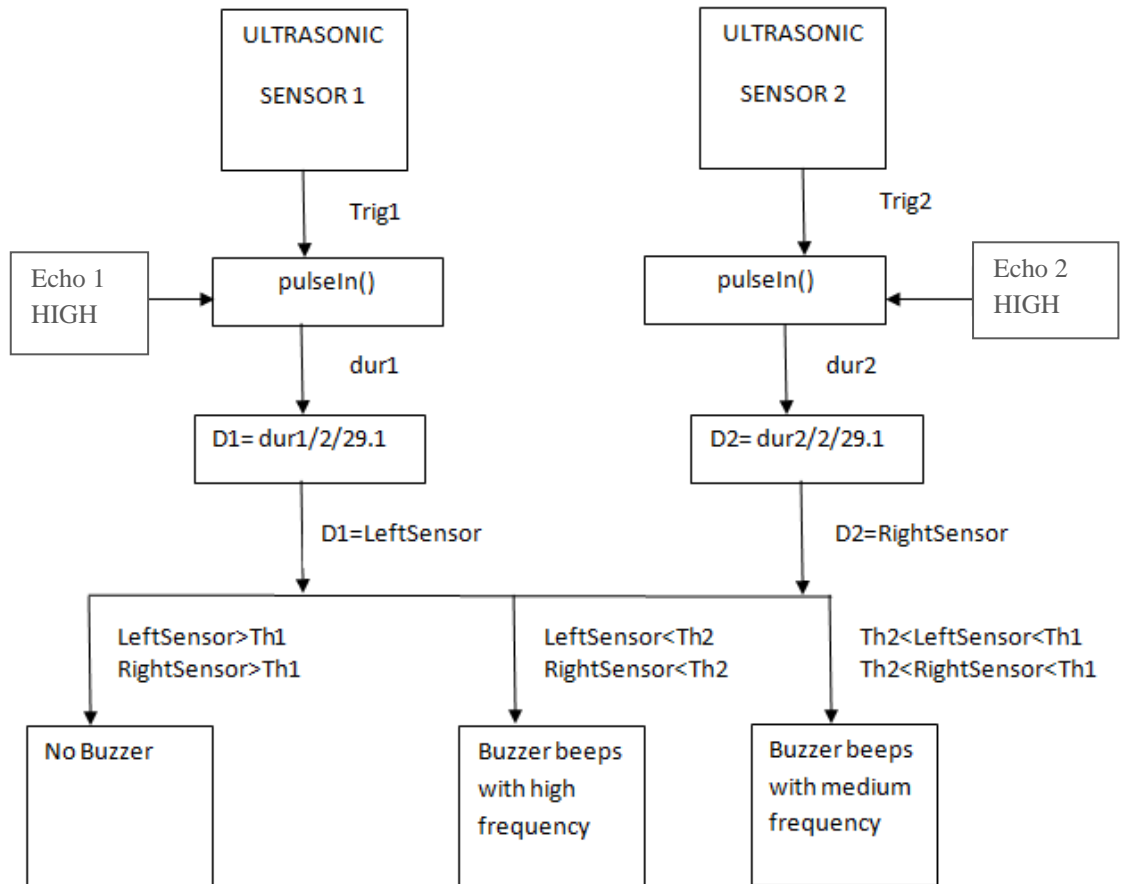 ULTRASONIC
SENSOR 1
ULTRASONIC
SENSOR 2
Trig1
Trig2
Echo 1
HIGH
pulseIn()
pulseIn()
Echo 2
HIGH
dur1
dur2
D1= dur1/2/29.1
D2= dur2/2/29.1
D1=LeftSensor
D2=RightSensor
LeftSensor>Th1
RightSensor>Th1
LeftSensor<Th2
RightSensor<Th2
Th2<LeftSensor<Th1
Th2<RightSensor<Th1
No Buzzer
Buzzer beeps
with high
frequency
Buzzer beeps
with medium
frequency